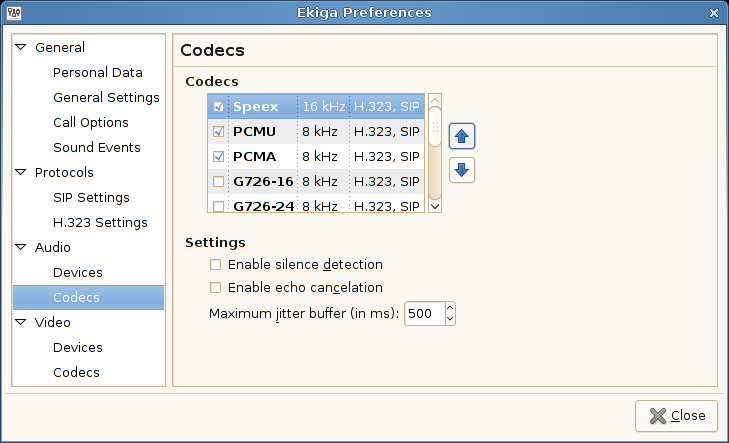 Ekiga Preferences
General
Personal Data
General Settings
Call Options
Sound Events
Protocols
SIP Settings
H.323 Settings
Audio
Devices
Codecs
Video
Devices
Codecs
Codecs
Codecs
Speex 16 kHz H.323, SIP
PCMU 8 kHz H.323, SIP
PCMA 8 kHz H.323, SIP
G726-16 8 kHz H.323, SIP
G726-24 8 kHz H.323, SIP
Settings
Enable silence detection
Enable echo cancelation
Maximum jitter buffer (in ms): 500
Close